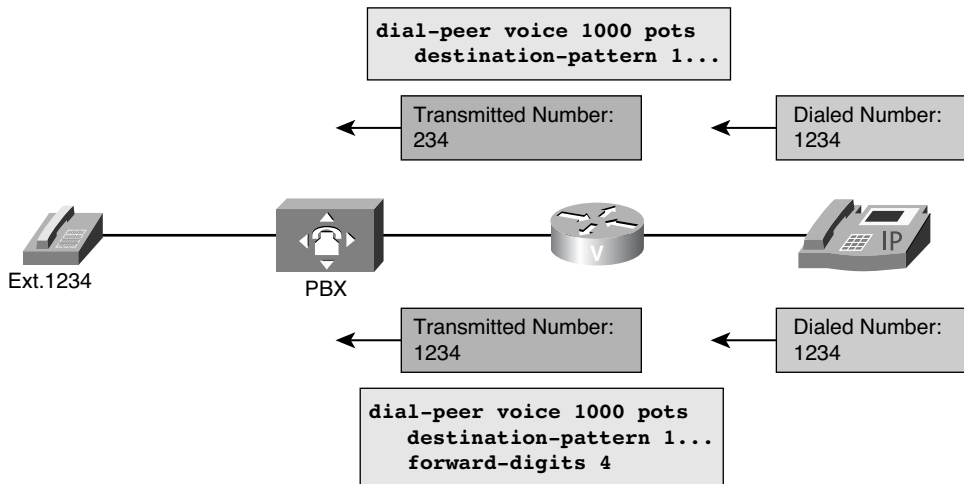 dial-peer voice 1000 pots
destination-pattern 1...
Transmitted Number:
234
Dialed Number:
1234
IP
V
Ext.1234
PBX
Transmitted Number:
1234
Dialed Number:
1234
dial-peer voice 1000 pots
destination-pattern 1...
forward-digits 4